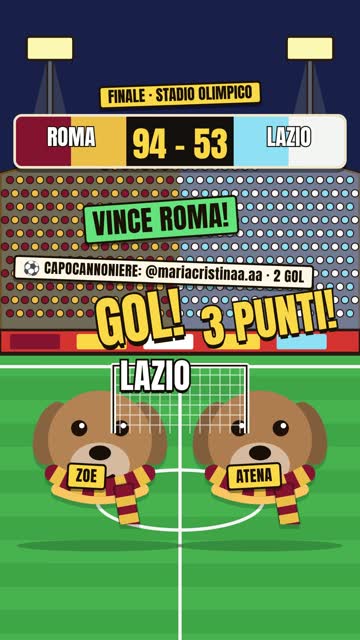 FINALE · STADIO OLIMPICO
ROMA 94 - 53 LAZIO
VINCE ROMA!
CAPOCANNONIERE: @mariacristinaa.aa · 2 GOL
GOL! 3 PUNTI!
LAZIO
ZOE ATENA